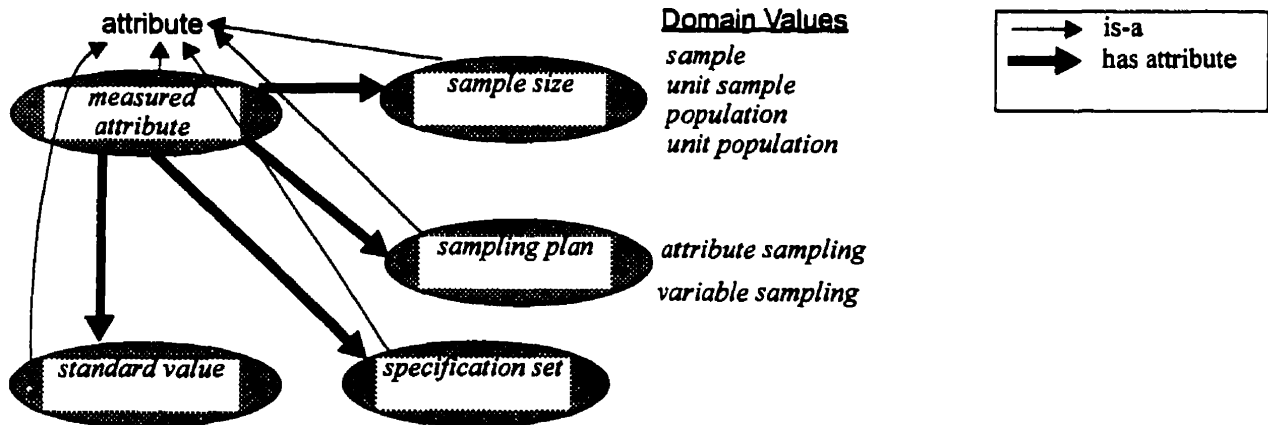 attribute
Domain Values
is-a
has attribute
measured
attribute
sample size
sample
unit sample
population
unit population
sampling plan
attribute sampling
variable sampling
standard value
specification set